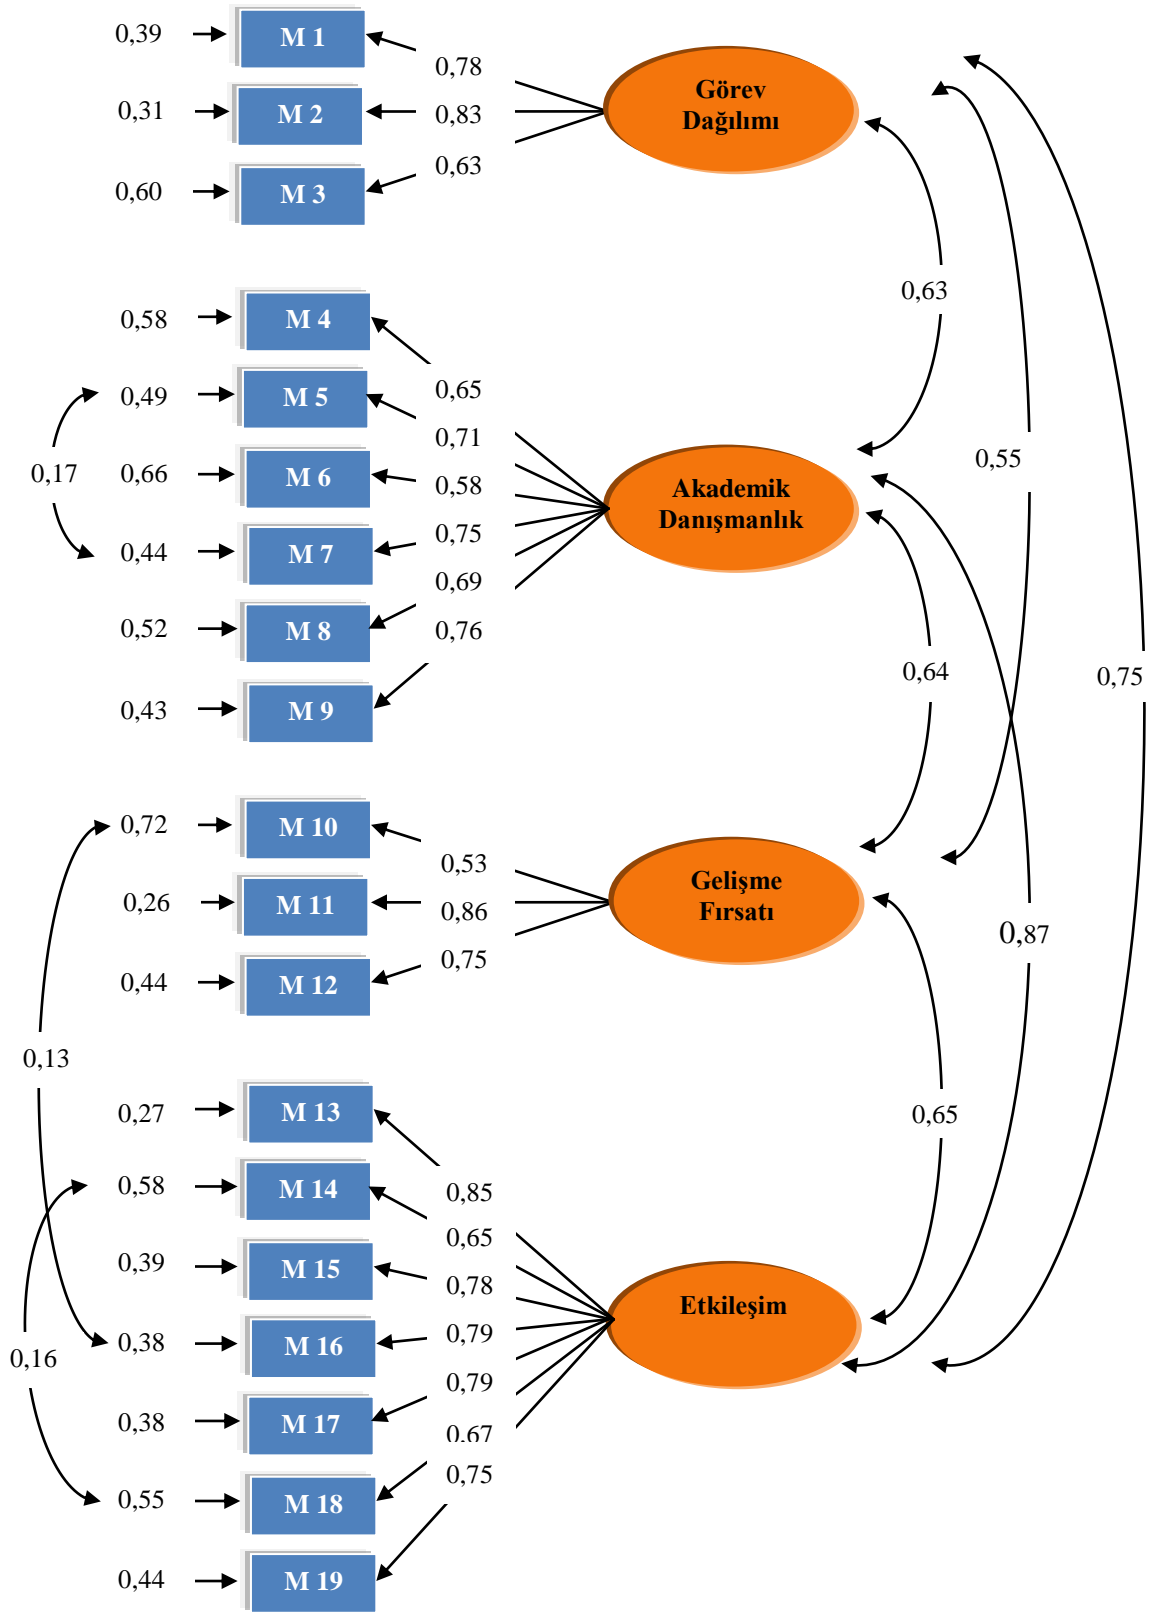 0,39
M 1
0,78
0,31
M 2
0,83
0,60
M 3
0,63
Görev
Dağılımı
0,63
0,58
M 4
0,65
0,49
M 5
0,71
0,17
0,66
M 6
0,58
0,44
M 7
0,75
0,52
M 8
0,69
0,43
M 9
0,76
Akademik
Danışmanlık
0,55
0,64
0,75
0,72
M 10
0,53
0,26
M 11
0,86
0,44
M 12
0,75
Gelişme
Fırsatı
0,87
0,13
0,65
0,27
M 13
0,85
0,58
M 14
0,65
0,39
M 15
0,78
0,38
M 16
0,79
0,16
0,38
M 17
0,79
0,55
M 18
0,67
0,44
M 19
0,75
Etkileşim